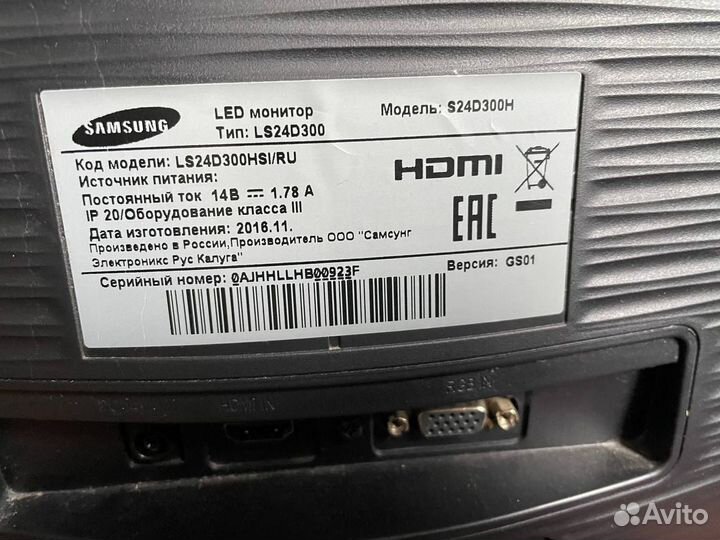 SAMSUNG
LED монитор
Тип: LS24D300
Модель: S24D300H
Код модели: LS24D300HSI/RU
Источник питания:
Постоянный ток 14В 1.78 А
IP 20/Оборудование класса III
Дата изготовления: 2016.11.
Произведено в России,Производитель ООО "Самсунг
Электроникс Рус Калуга"
HDMI
EAC
Серийный номер: 0AJHHLLHB00923F
Версия: GS01
HDMI IN
RGB IN
Avito